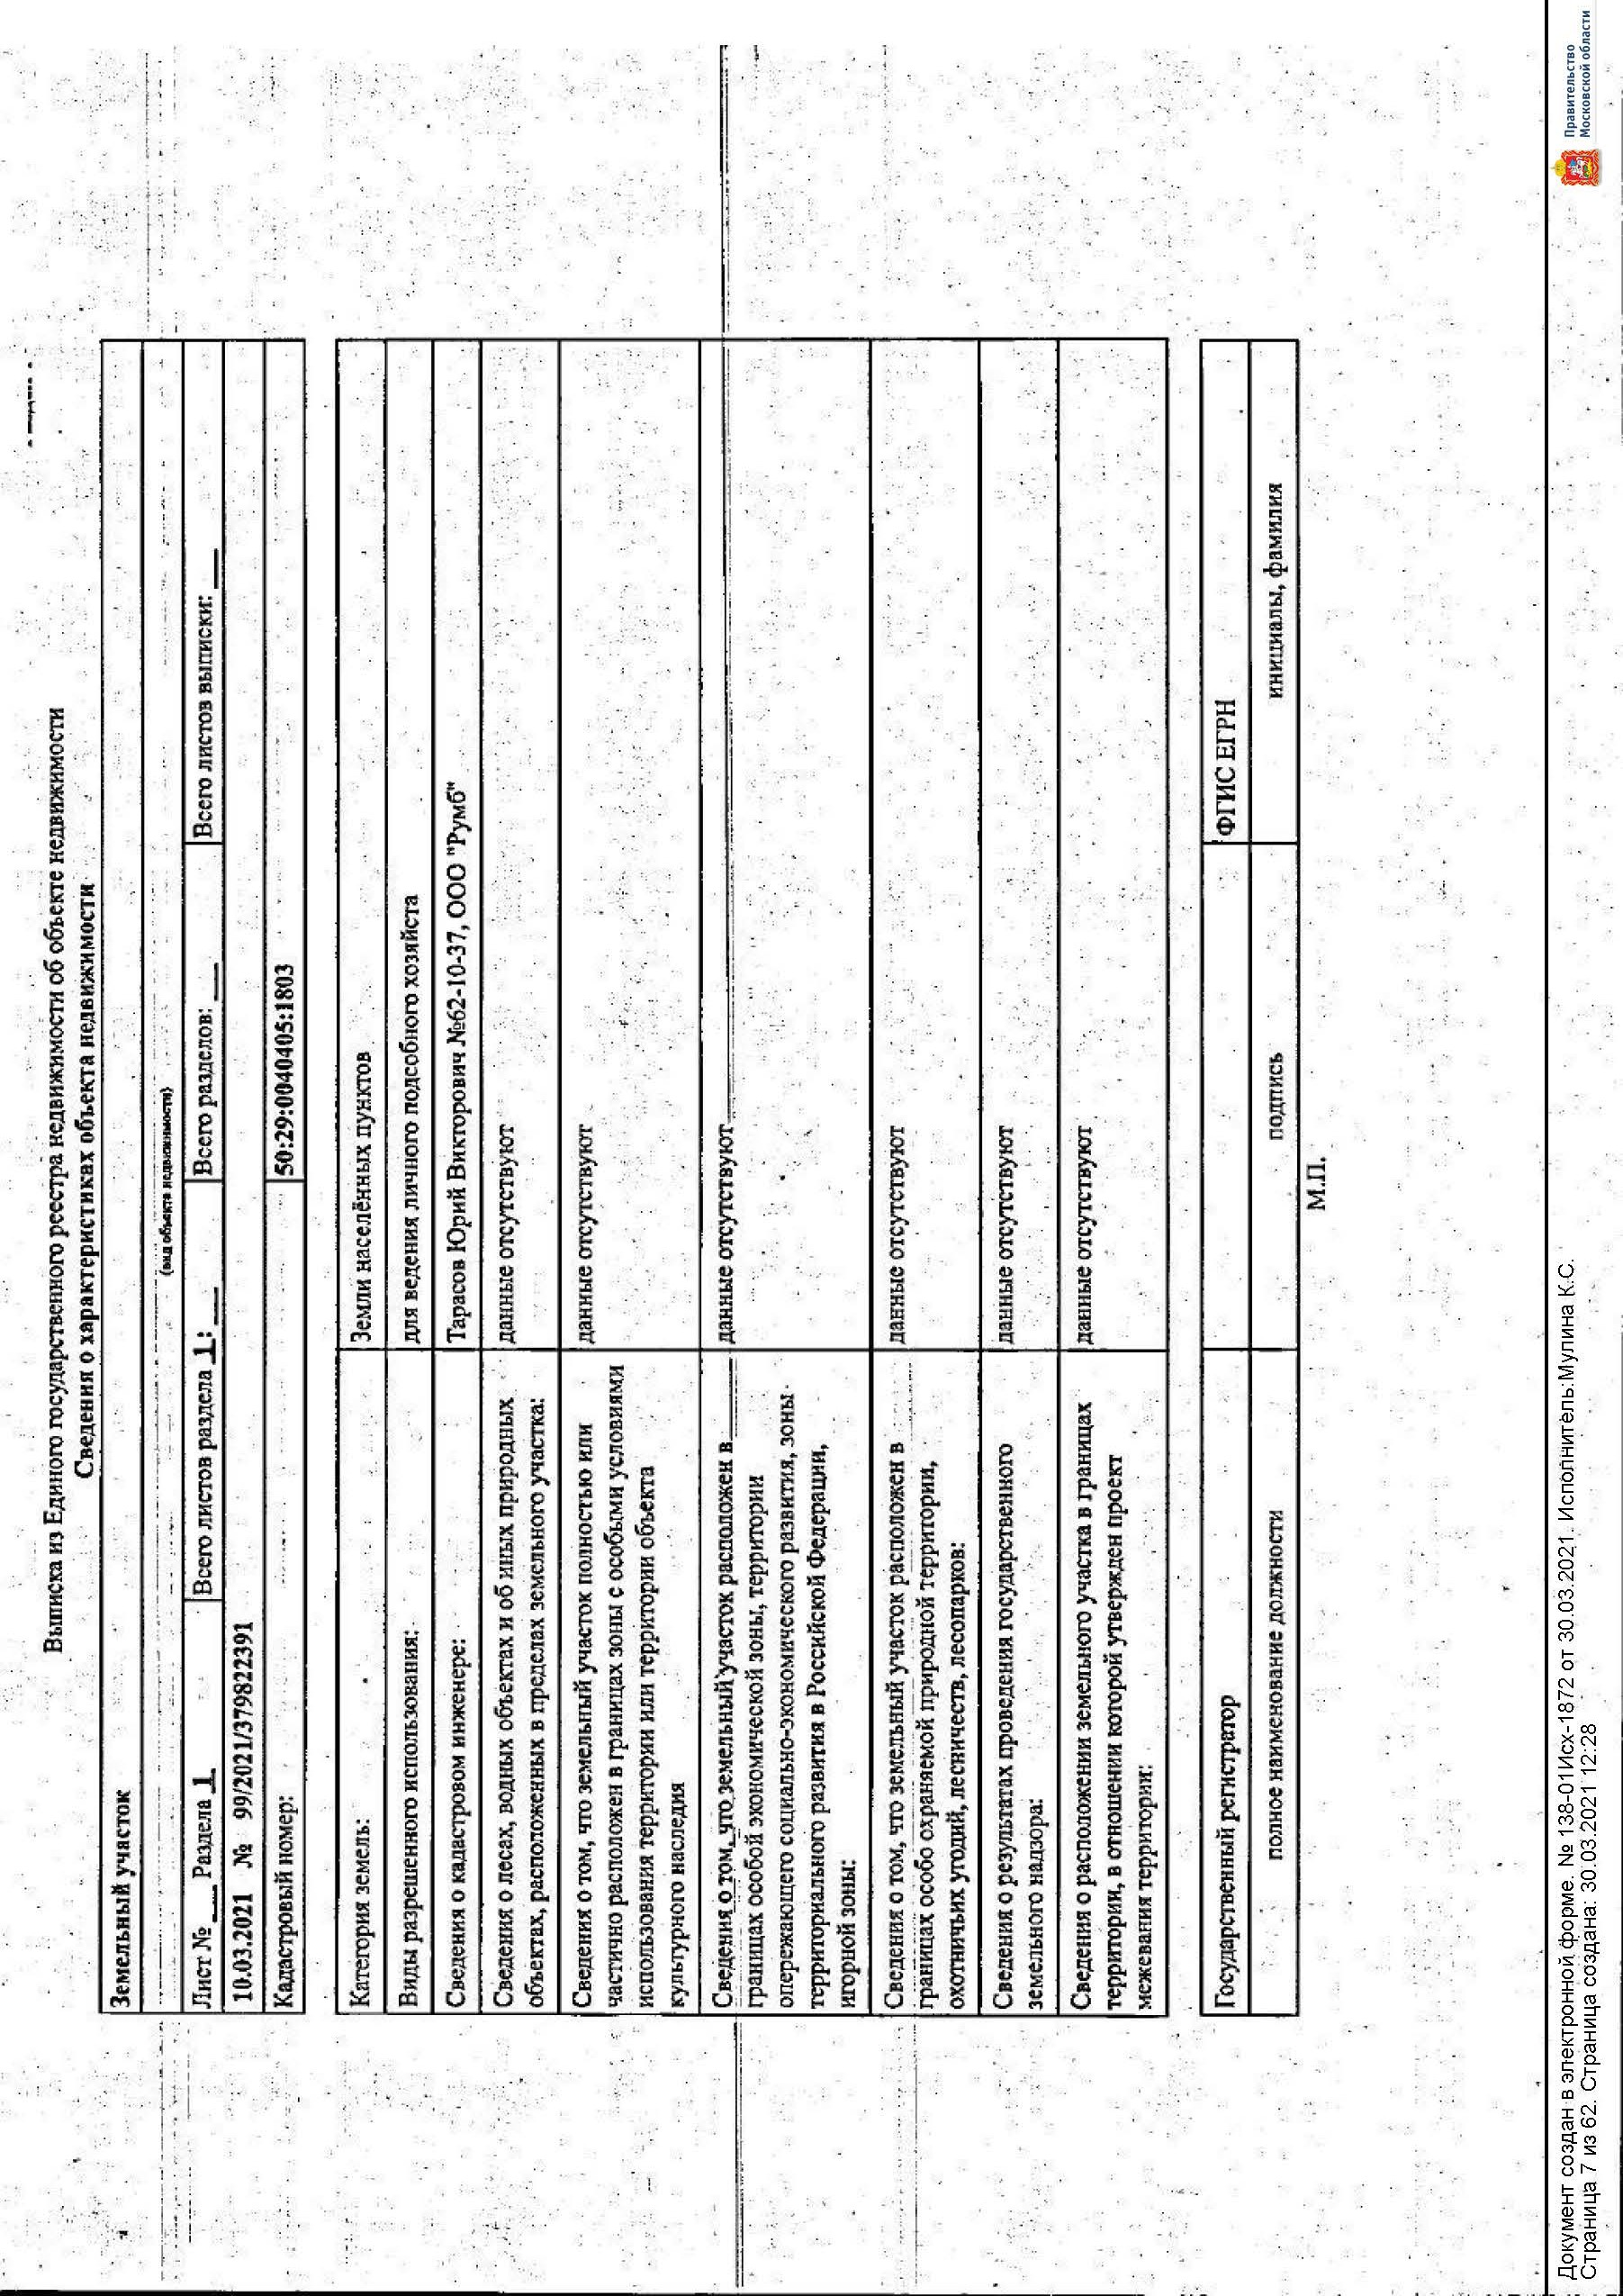 Выписка из Единого государственного реестра недвижимости об объекте недвижимости
Сведения о характеристиках объекта недвижимости
Земельный участок
(вид объекта недвижимости)
Лист № ___ Раздела 1 Всего листов раздела 1: ___ Всего разделов: ___ Всего листов выписки: ___
10.03.2021 № 99/2021/379822391
Кадастровый номер: 50:29:0040405:1803
Категория земель: Земли населённых пунктов
Виды разрешенного использования: для ведения личного подсобного хозяйста
Сведения о кадастровом инженере: Тарасов Юрий Викторович №62-10-37, ООО "Румб"
Сведения о лесах, водных объектах и об иных природных данные отсутствуют
объектах, расположенных в пределах земельного участка:
Сведения о том, что земельный участок полностью или данные отсутствуют
частично расположен в границах зоны с особыми условиями
использования территории или территории объекта
культурного наследия
Сведения о том, что земельный участок расположен в данные отсутствуют
границах особой экономической зоны, территории
опережающего социально-экономического развития, зоны
территориального развития в Российской Федерации,
игорной зоны:
Сведения о том, что земельный участок расположен в данные отсутствуют
границах особо охраняемой природной территории,
охотничьих угодий, лесничеств, лесопарков:
Сведения о результатах проведения государственного данные отсутствуют
земельного надзора:
Сведения о расположении земельного участка в границах данные отсутствуют
территории, в отношении которой утвержден проект
межевания территории:
Государственный регистратор ФГИС ЕГРН
полное наименование должности подпись инициалы, фамилия
М.П.
Документ создан в электронной форме. № 138-01Исх-1872 от 30.03.2021. Исполнитель:Мулина К.С.
Страница 7 из 62. Страница создана: 30.03.2021 12:28
Правительство
Московской области